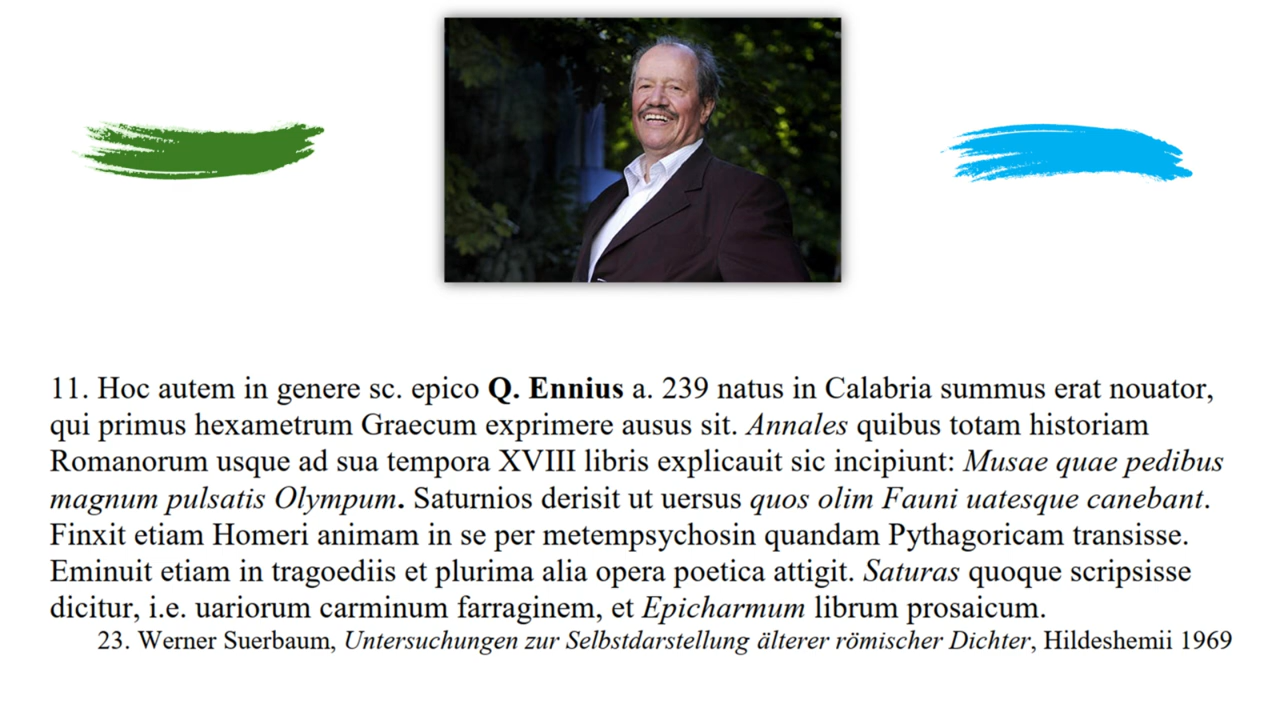 11. Hoc autem in genere sc. epico Q. Ennius a. 239 natus in Calabria summus erat nouator,
qui primus hexametrum Graecum exprimere ausus sit. Annales quibus totam historiam
Romanorum usque ad sua tempora XVIII libris explicauit sic incipiunt: Musae quae pedibus
magnum pulsatis Olympum. Saturnios derisit ut uersus quos olim Fauni uatesque canebant.
Finxit etiam Homeri animam in se per metempsychosin quandam Pythagoricam transisse.
Eminuit etiam in tragoediis et plurima alia opera poetica attigit. Saturas quoque scripsisse
dicitur, i.e. uariorum carminum farraginem, et Epicharmum librum prosaicum.
23. Werner Suerbaum, Untersuchungen zur Selbstdarstellung älterer römischer Dichter, Hildeshemii 1969